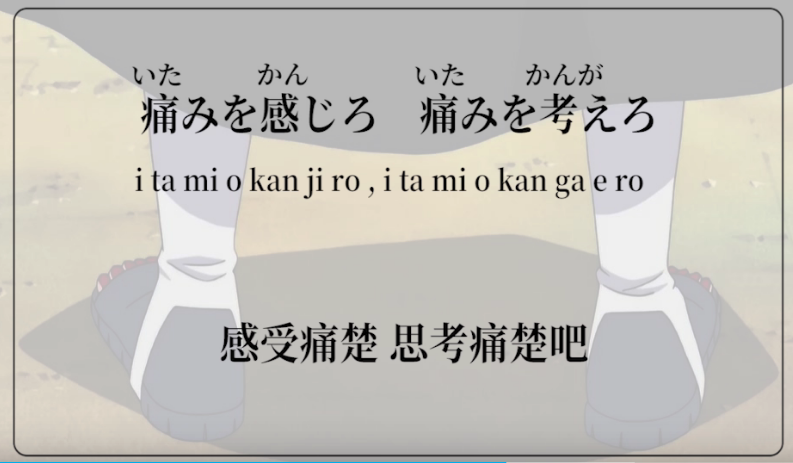 いた かん いた かんが
痛みを感じろ 痛みを考えろ
i ta mi o kan ji ro , i ta mi o kan ga e ro
感受痛楚 思考痛楚吧